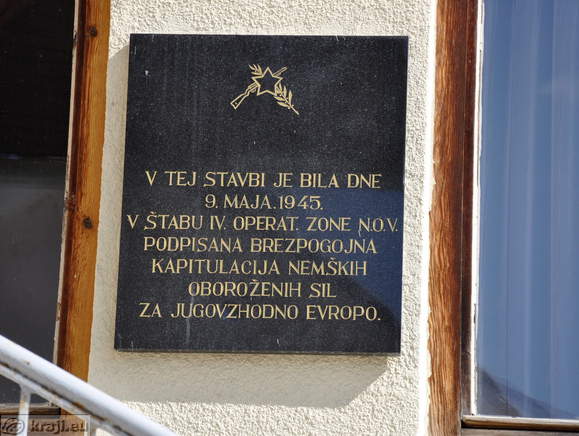 V TEJ STAVBI JE BILA DNE
9. MAJA. 1945.
V ŠTABU IV. OPERAT. ZONE N.O.V.
PODPISANA BREZPOGOJNA
KAPITULACIJA NEMŠKIH
OBOROŽENIH SIL
ZA JUGOVZHODNO EVROPO.
kraji.eu